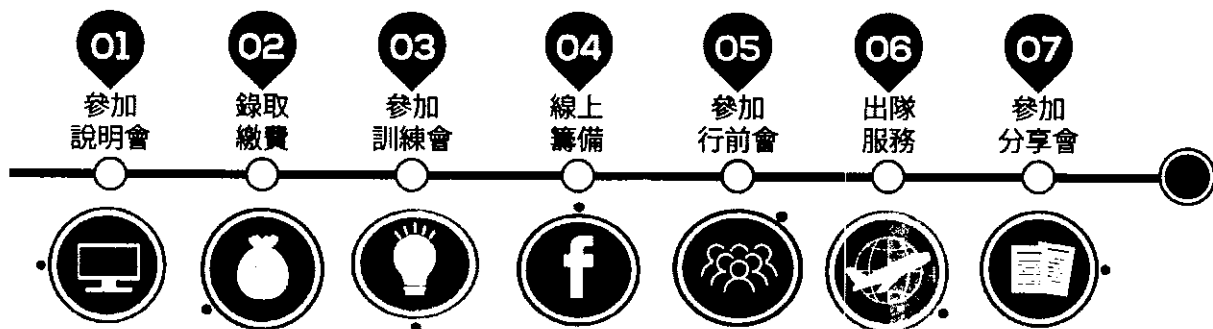 01 02 03 04 05 06 07
參加 錄取 參加 線上 參加 出隊 參加
說明會 繳費 訓練會 籌備 行前會 服務 分享會
f